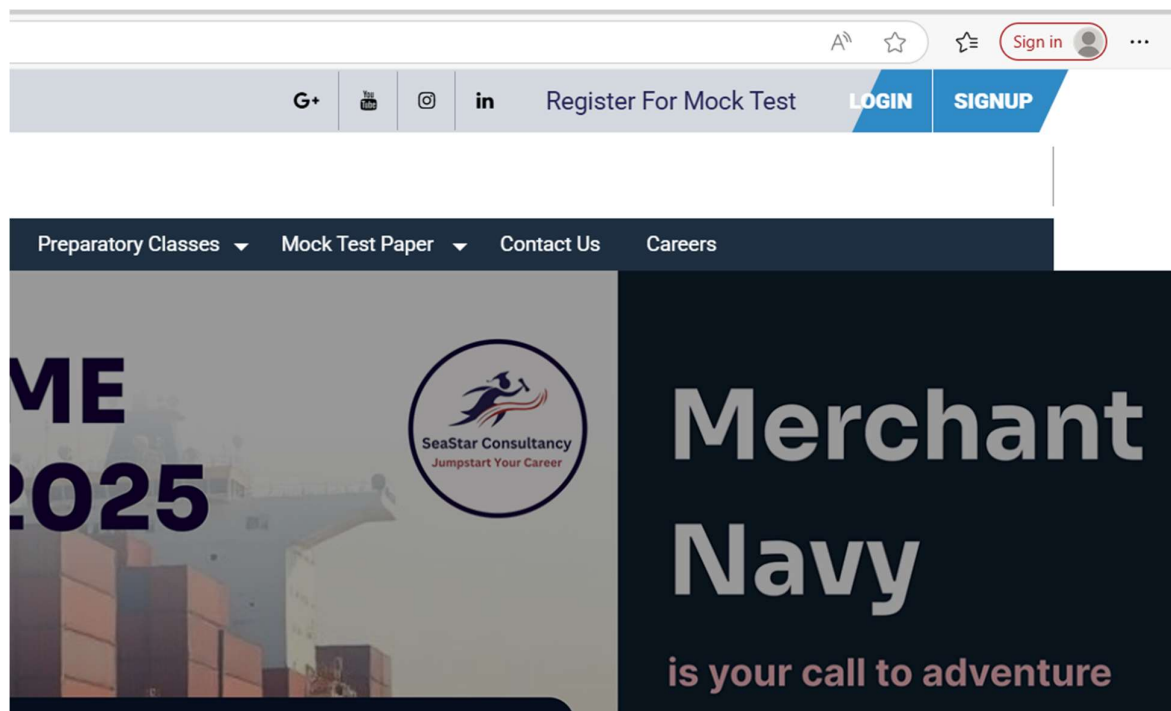 Sign in
G+ You Tube in Register For Mock Test LOGIN SIGNUP
Preparatory Classes Mock Test Paper Contact Us Careers
ME
2025
SeaStar Consultancy
Jumpstart Your Career
Merchant
Navy
is your call to adventure